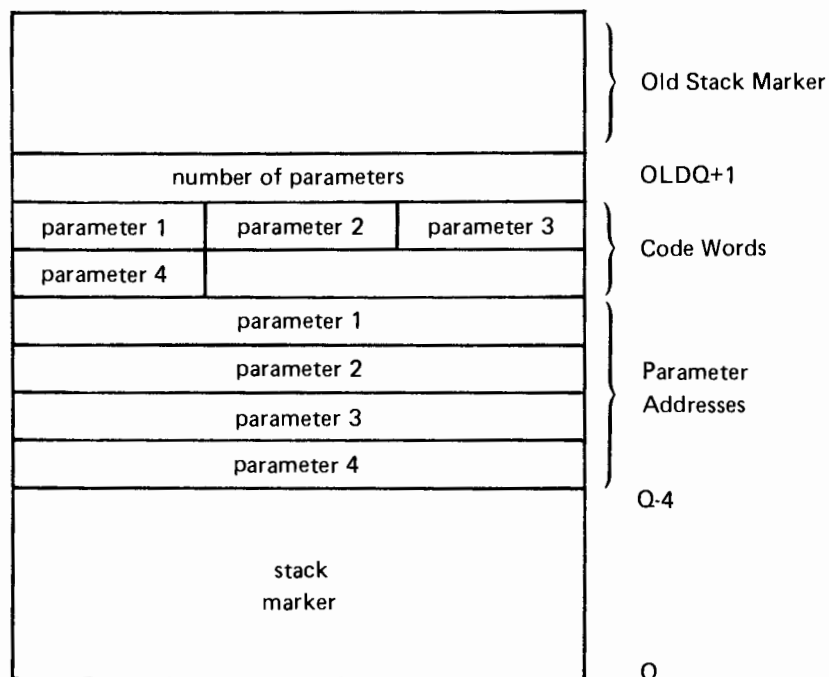 Old Stack Marker
number of parameters OLDQ+1
parameter 1 parameter 2 parameter 3
Code Words
parameter 4
parameter 1
parameter 2
Parameter
Addresses
parameter 3
parameter 4
Q-4
stack
marker
Q